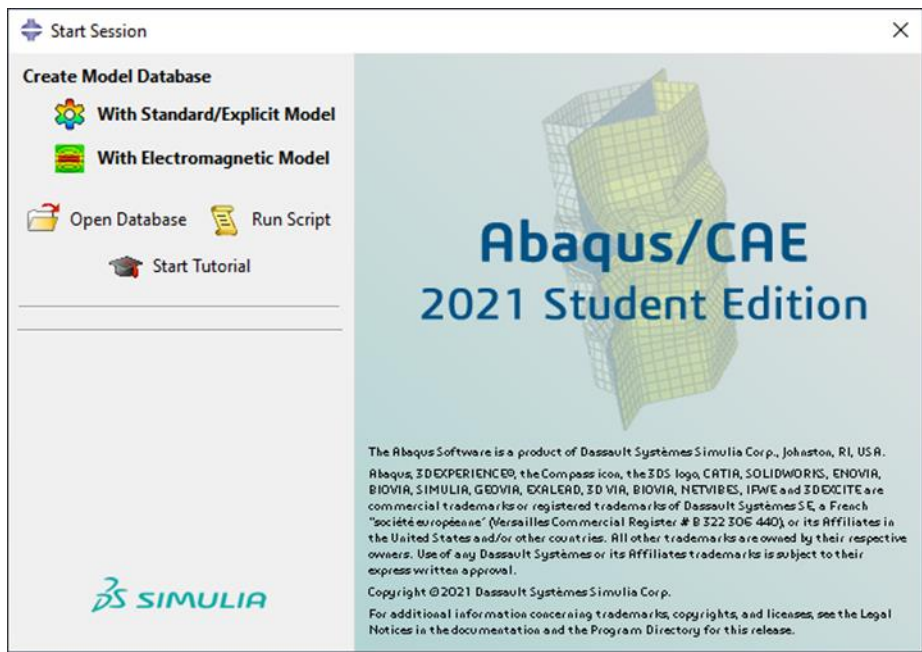 Start Session
Create Model Database
With Standard/Explicit Model
With Electromagnetic Model
Open Database Run Script
Start Tutorial
3DS SIMULIA
Abaqus/CAE
2021 Student Edition
The Abaqus Software is a product of Dassault Systèmes Simulia Corp., Johnston, RI, USA.
Abaqus, 3DEXPERIENCE®, the Compass icon, the 3DS logo, CATIA, SOLIDWORKS, ENOVIA,
BIOVIA, SIMULIA, GEOVIA, EXALEAD, 3D VIA, BIOVIA, NETVIBES, IFWE and 3DEXCITE are
commercial trademarks or registered trademarks of Dassault Systèmes SE, a French
"société européenne" (Versailles Commercial Register # B 322 306 440), or its Affiliates in
the United States and/or other countries. All other trademarks are owned by their respective
owners. Use of any Dassault Systèmes or its Affiliates trademarks is subject to their
express written approval.
Copyright ©2021 Dassault Systèmes Simulia Corp.
For additional information concerning trademarks, copyrights, and licenses, see the Legal
Notices in the documentation and the Program Directory for this release.